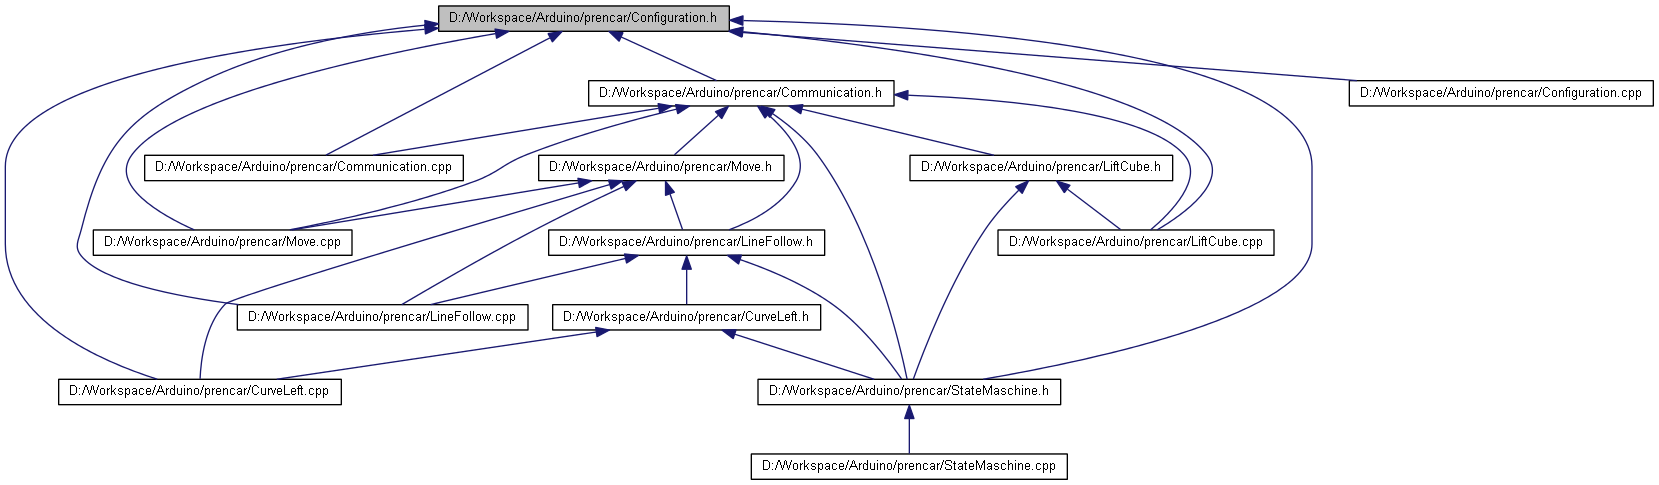 D:/Workspace/Arduino/prencar/Configuration.h
D:/Workspace/Arduino/prencar/Communication.h
D:/Workspace/Arduino/prencar/Configuration.cpp
D:/Workspace/Arduino/prencar/Communication.cpp
D:/Workspace/Arduino/prencar/Move.h
D:/Workspace/Arduino/prencar/LiftCube.h
D:/Workspace/Arduino/prencar/Move.cpp
D:/Workspace/Arduino/prencar/LineFollow.h
D:/Workspace/Arduino/prencar/LiftCube.cpp
D:/Workspace/Arduino/prencar/LineFollow.cpp
D:/Workspace/Arduino/prencar/CurveLeft.h
D:/Workspace/Arduino/prencar/CurveLeft.cpp
D:/Workspace/Arduino/prencar/StateMaschine.h
D:/Workspace/Arduino/prencar/StateMaschine.cpp